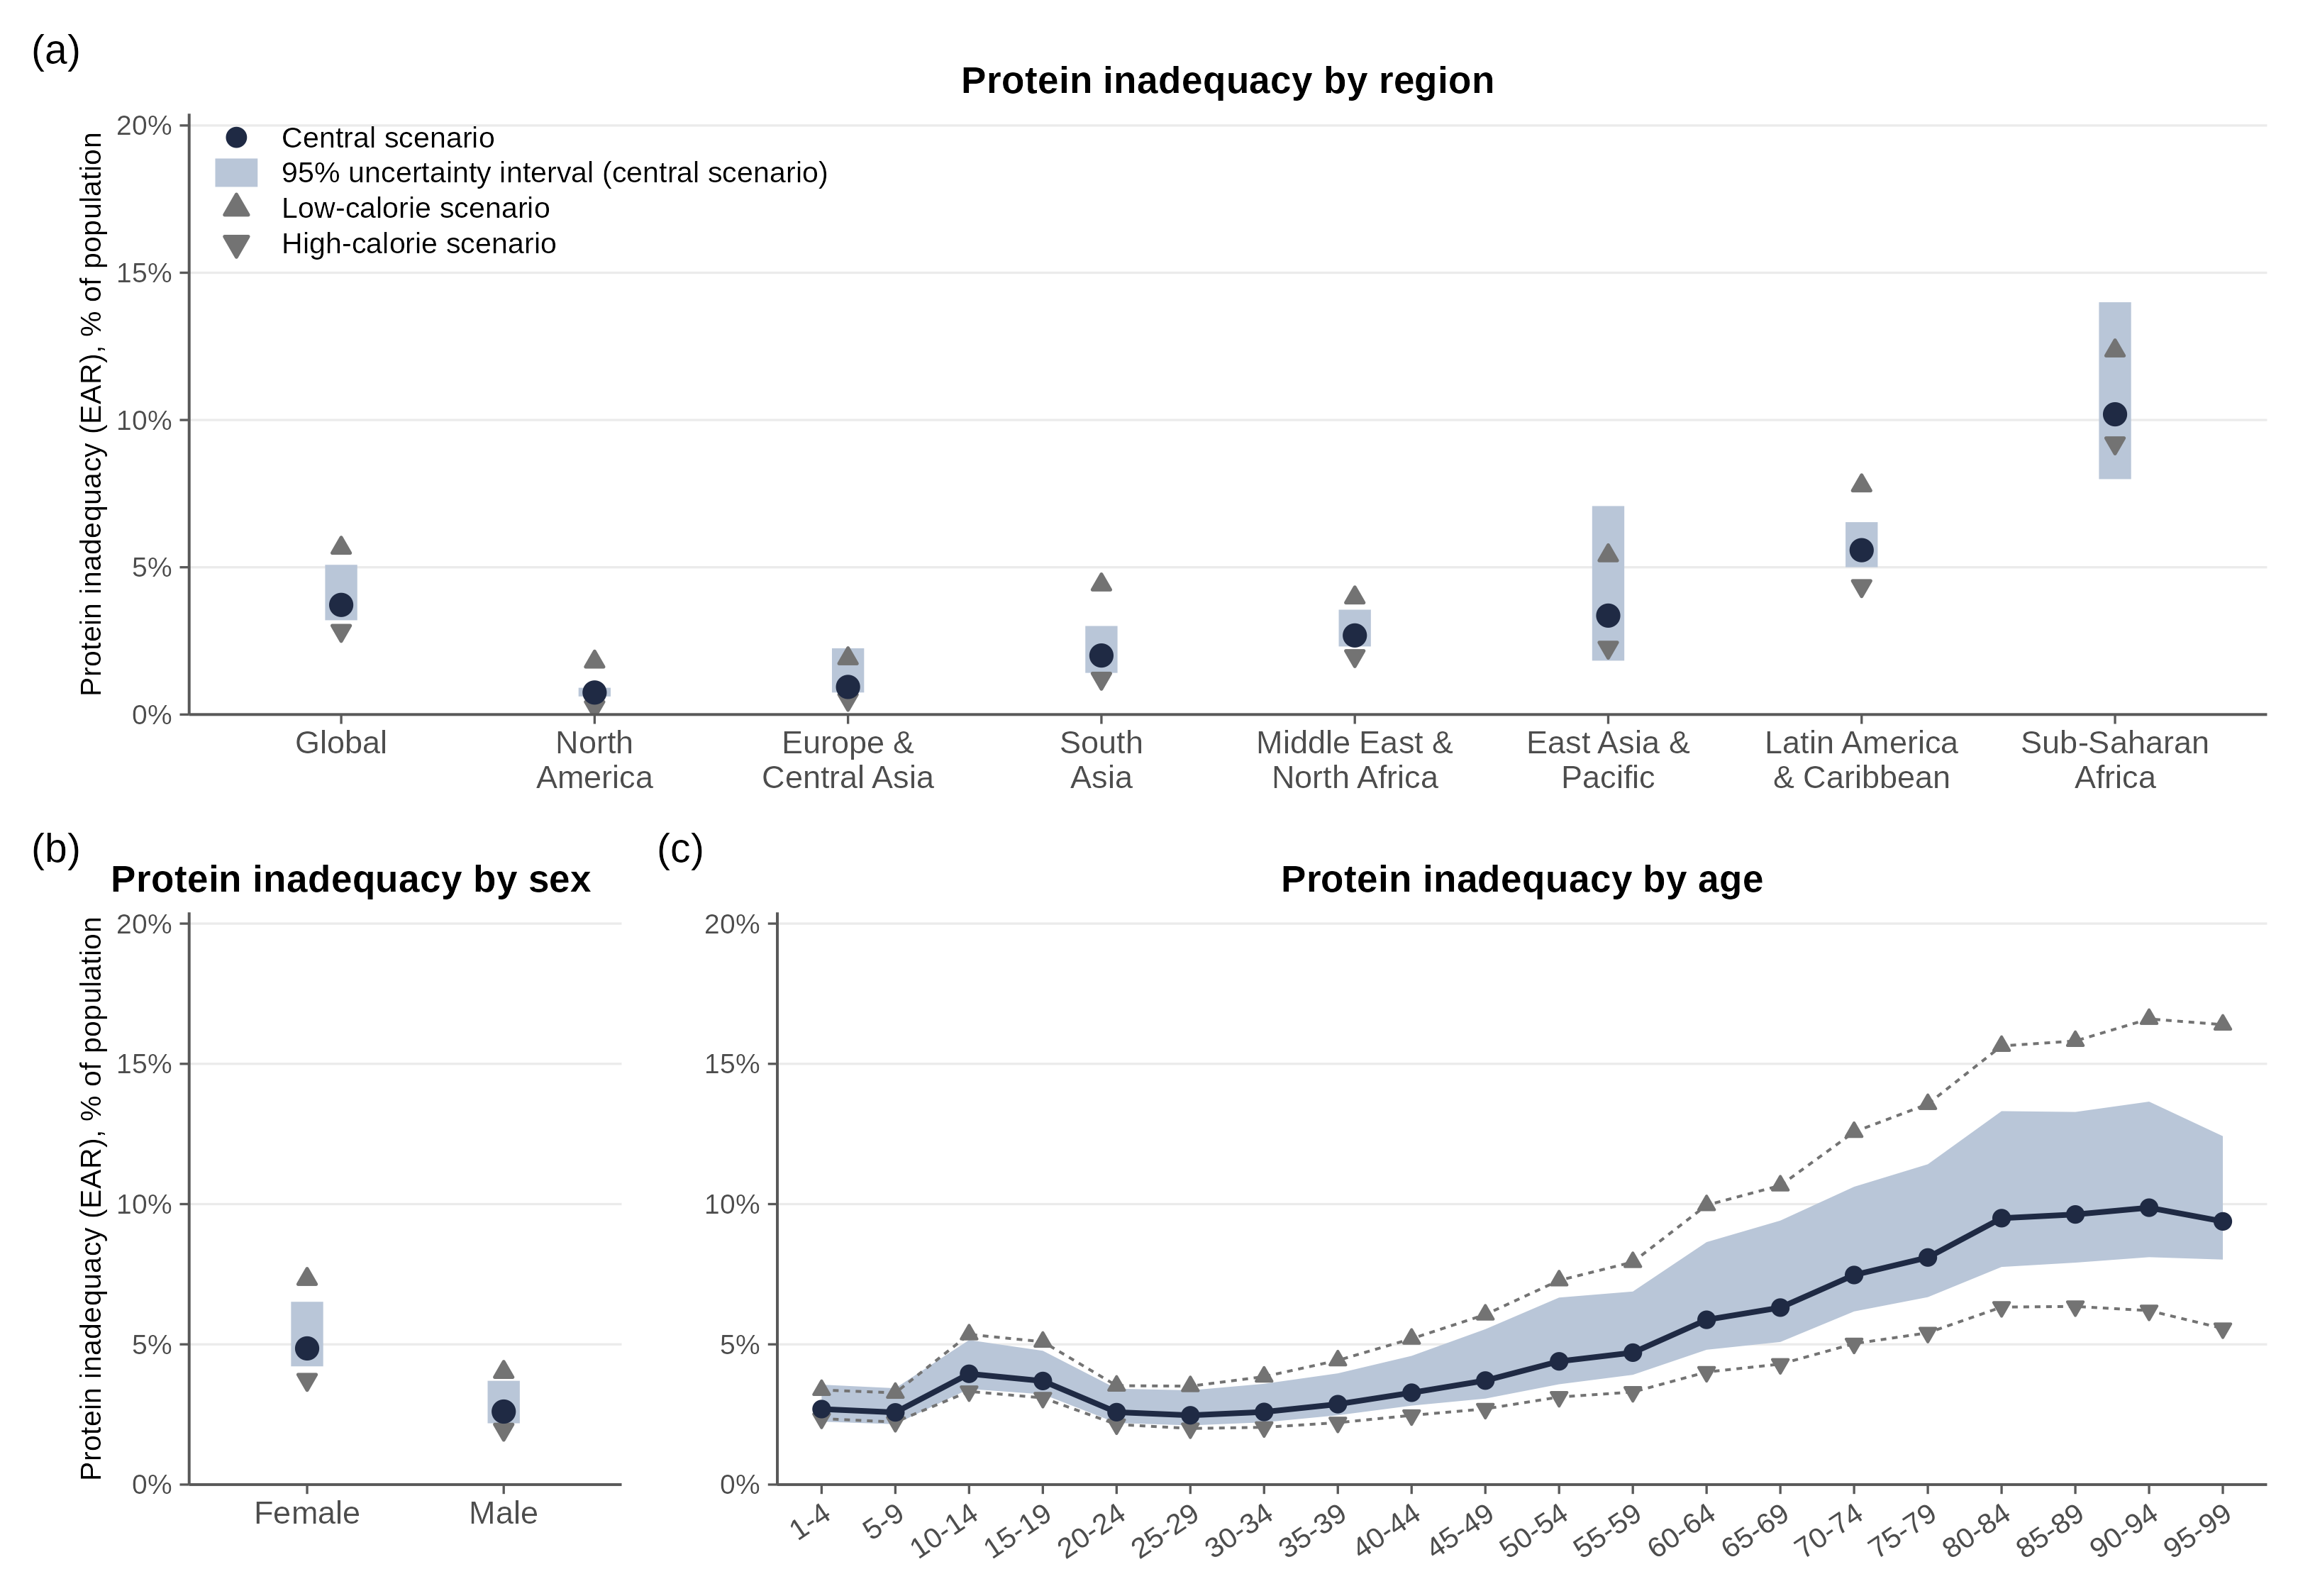 (a)
Protein inadequacy by region
Protein inadequacy (EAR), % of population
20%
15%
10%
5%
0%
Central scenario
95% uncertainty interval (central scenario)
Low-calorie scenario
High-calorie scenario
Global
North
America
Europe &
Central Asia
South
Asia
Middle East &
North Africa
East Asia &
Pacific
Latin America
& Caribbean
Sub-Saharan
Africa
(b)
Protein inadequacy by sex
Protein inadequacy (EAR), % of population
20%
15%
10%
5%
0%
Female
Male
(c)
Protein inadequacy by age
20%
15%
10%
5%
0%
1-4
5-9
10-14
15-19
20-24
25-29
30-34
35-39
40-44
45-49
50-54
55-59
60-64
65-69
70-74
75-79
80-84
85-89
90-94
95-99